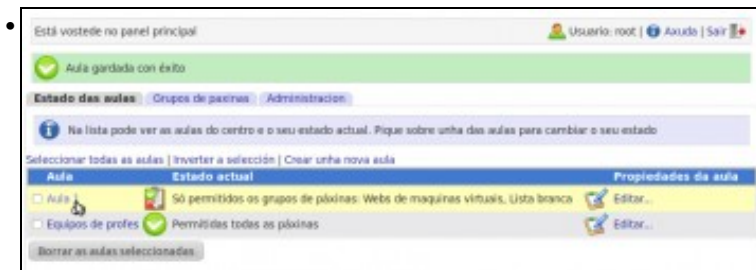 Está vostede no panel principal
Usuario: root | Axuda | Sair
Aula gardada con éxito
Estado das aulas Grupos de paxinas Administracion
Na lista pode ver as aulas do centro e o seu estado actual. Pique sobre unha das aulas para cambiar o seu estado
Seleccionar todas as aulas | Inverter a selección | Crear unha nova aula
Aula Estado actual Propiedades da aula
Aula Só permitidos os grupos de páxinas: Webs de maquinas virtuais, Lista branca Editar...
Equipos de profes Permitidas todas as páxinas Editar...
Borrar as aulas seleccionadas